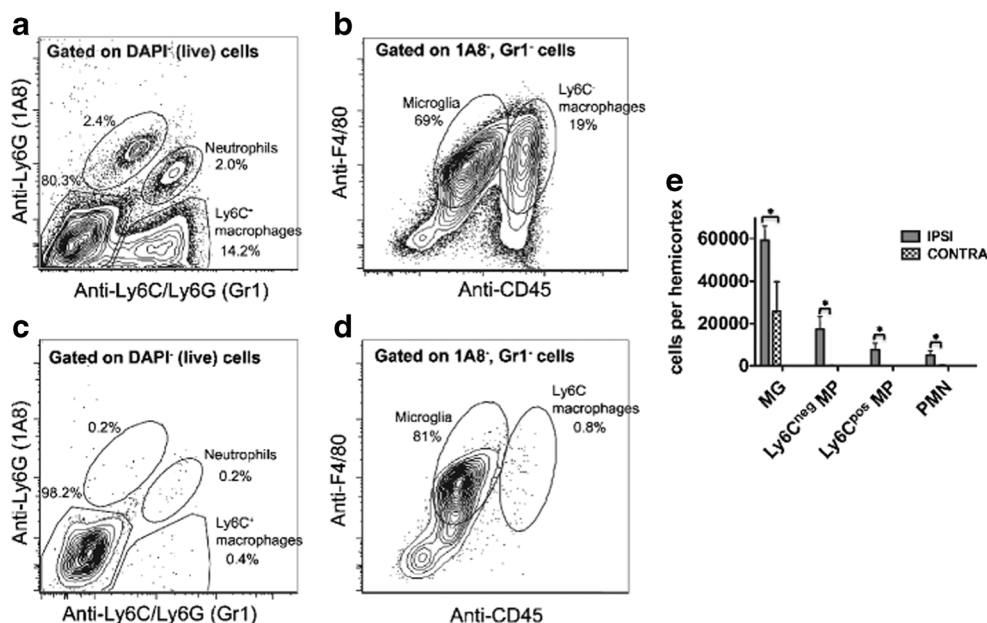 a
Gated on DAPI⁻ (live) cells
2.4%
Neutrophils
2.0%
80.3%
Ly6C⁺
macrophages
14.2%
Anti-Ly6G (1A8)
Anti-Ly6C/Ly6G (Gr1)
b
Gated on 1A8⁻, Gr1⁻ cells
Microglia
69%
Ly6C⁻
macrophages
19%
Anti-F4/80
Anti-CD45
c
Gated on DAPI⁻ (live) cells
0.2%
Neutrophils
0.2%
98.2%
Ly6C⁺
macrophages
0.4%
Anti-Ly6G (1A8)
Anti-Ly6C/Ly6G (Gr1)
d
Gated on 1A8⁻, Gr1⁻ cells
Microglia
81%
Ly6C
macrophages
0.8%
Anti-F4/80
Anti-CD45
e
cells per hemicortex
60000
40000
20000
0
*
*
*
*
IPSI
CONTRA
MG
Ly6Cneg MP
Ly6Cpos MP
PMN